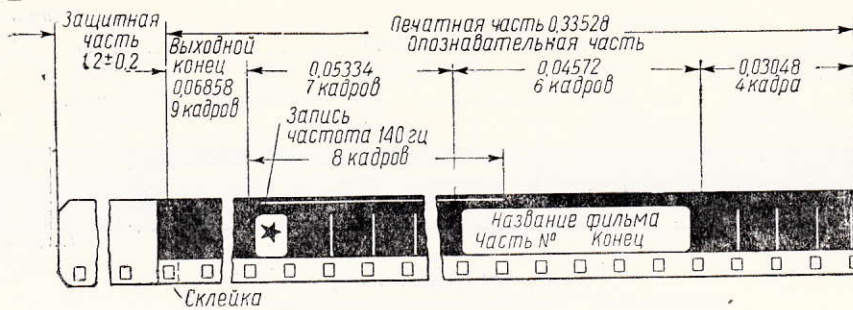 Защитная
часть
1,2±0,2
Печатная часть 0,33528
Опознавательная часть
Выходной
конец
0,06858
9 кадров
0,05334
7 кадров
0,04572
6 кадров
0,03048
4 кадра
Запись
частота 140 гц
8 кадров
Название фильма
Часть № Конец
Склейка